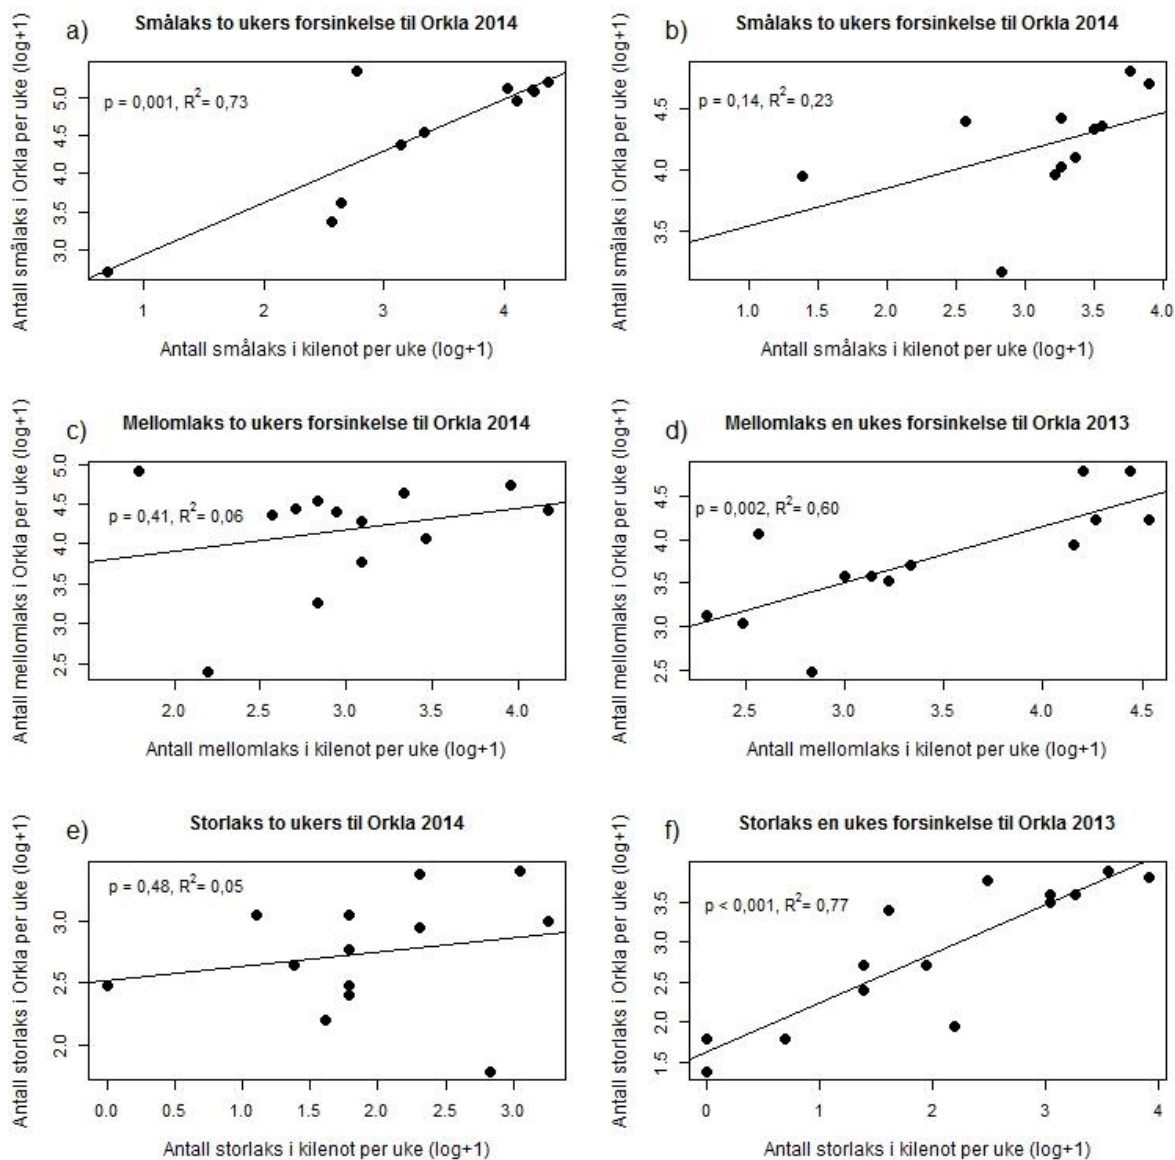 a)
Smålaks to ukers forsinkelse til Orkla 2014
Antall smålaks i Orkla per uke (log+1)
5.0
4.5
4.0
3.5
3.0
p = 0,001, R²= 0,73
1 2 3 4
Antall smålaks i kilenot per uke (log+1)
b)
Smålaks to ukers forsinkelse til Orkla 2014
Antall smålaks i Orkla per uke (log+1)
4.5
4.0
3.5
p = 0,14, R²= 0,23
1.0 1.5 2.0 2.5 3.0 3.5 4.0
Antall smålaks i kilenot per uke (log+1)
c)
Mellomlaks to ukers forsinkelse til Orkla 2014
Antall mellomlaks i Orkla per uke (log+1)
5.0
4.5
4.0
3.5
3.0
2.5
p = 0,41, R²= 0,06
2.0 2.5 3.0 3.5 4.0
Antall mellomlaks i kilenot per uke (log+1)
d)
Mellomlaks en ukes forsinkelse til Orkla 2013
Antall mellomlaks i Orkla per uke (log+1)
4.5
4.0
3.5
3.0
2.5
p = 0,002, R²= 0,60
2.5 3.0 3.5 4.0 4.5
Antall mellomlaks i kilenot per uke (log+1)
e)
Storlaks to ukers til Orkla 2014
Antall storlaks i Orkla per uke (log+1)
3.0
2.5
2.0
p = 0,48, R²= 0,05
0.0 0.5 1.0 1.5 2.0 2.5 3.0
Antall storlaks i kilenot per uke (log+1)
f)
Storlaks en ukes forsinkelse til Orkla 2013
Antall storlaks i Orkla per uke (log+1)
3.5
3.0
2.5
2.0
1.5
p < 0,001, R²= 0,77
0 1 2 3 4
Antall storlaks i kilenot per uke (log+1)